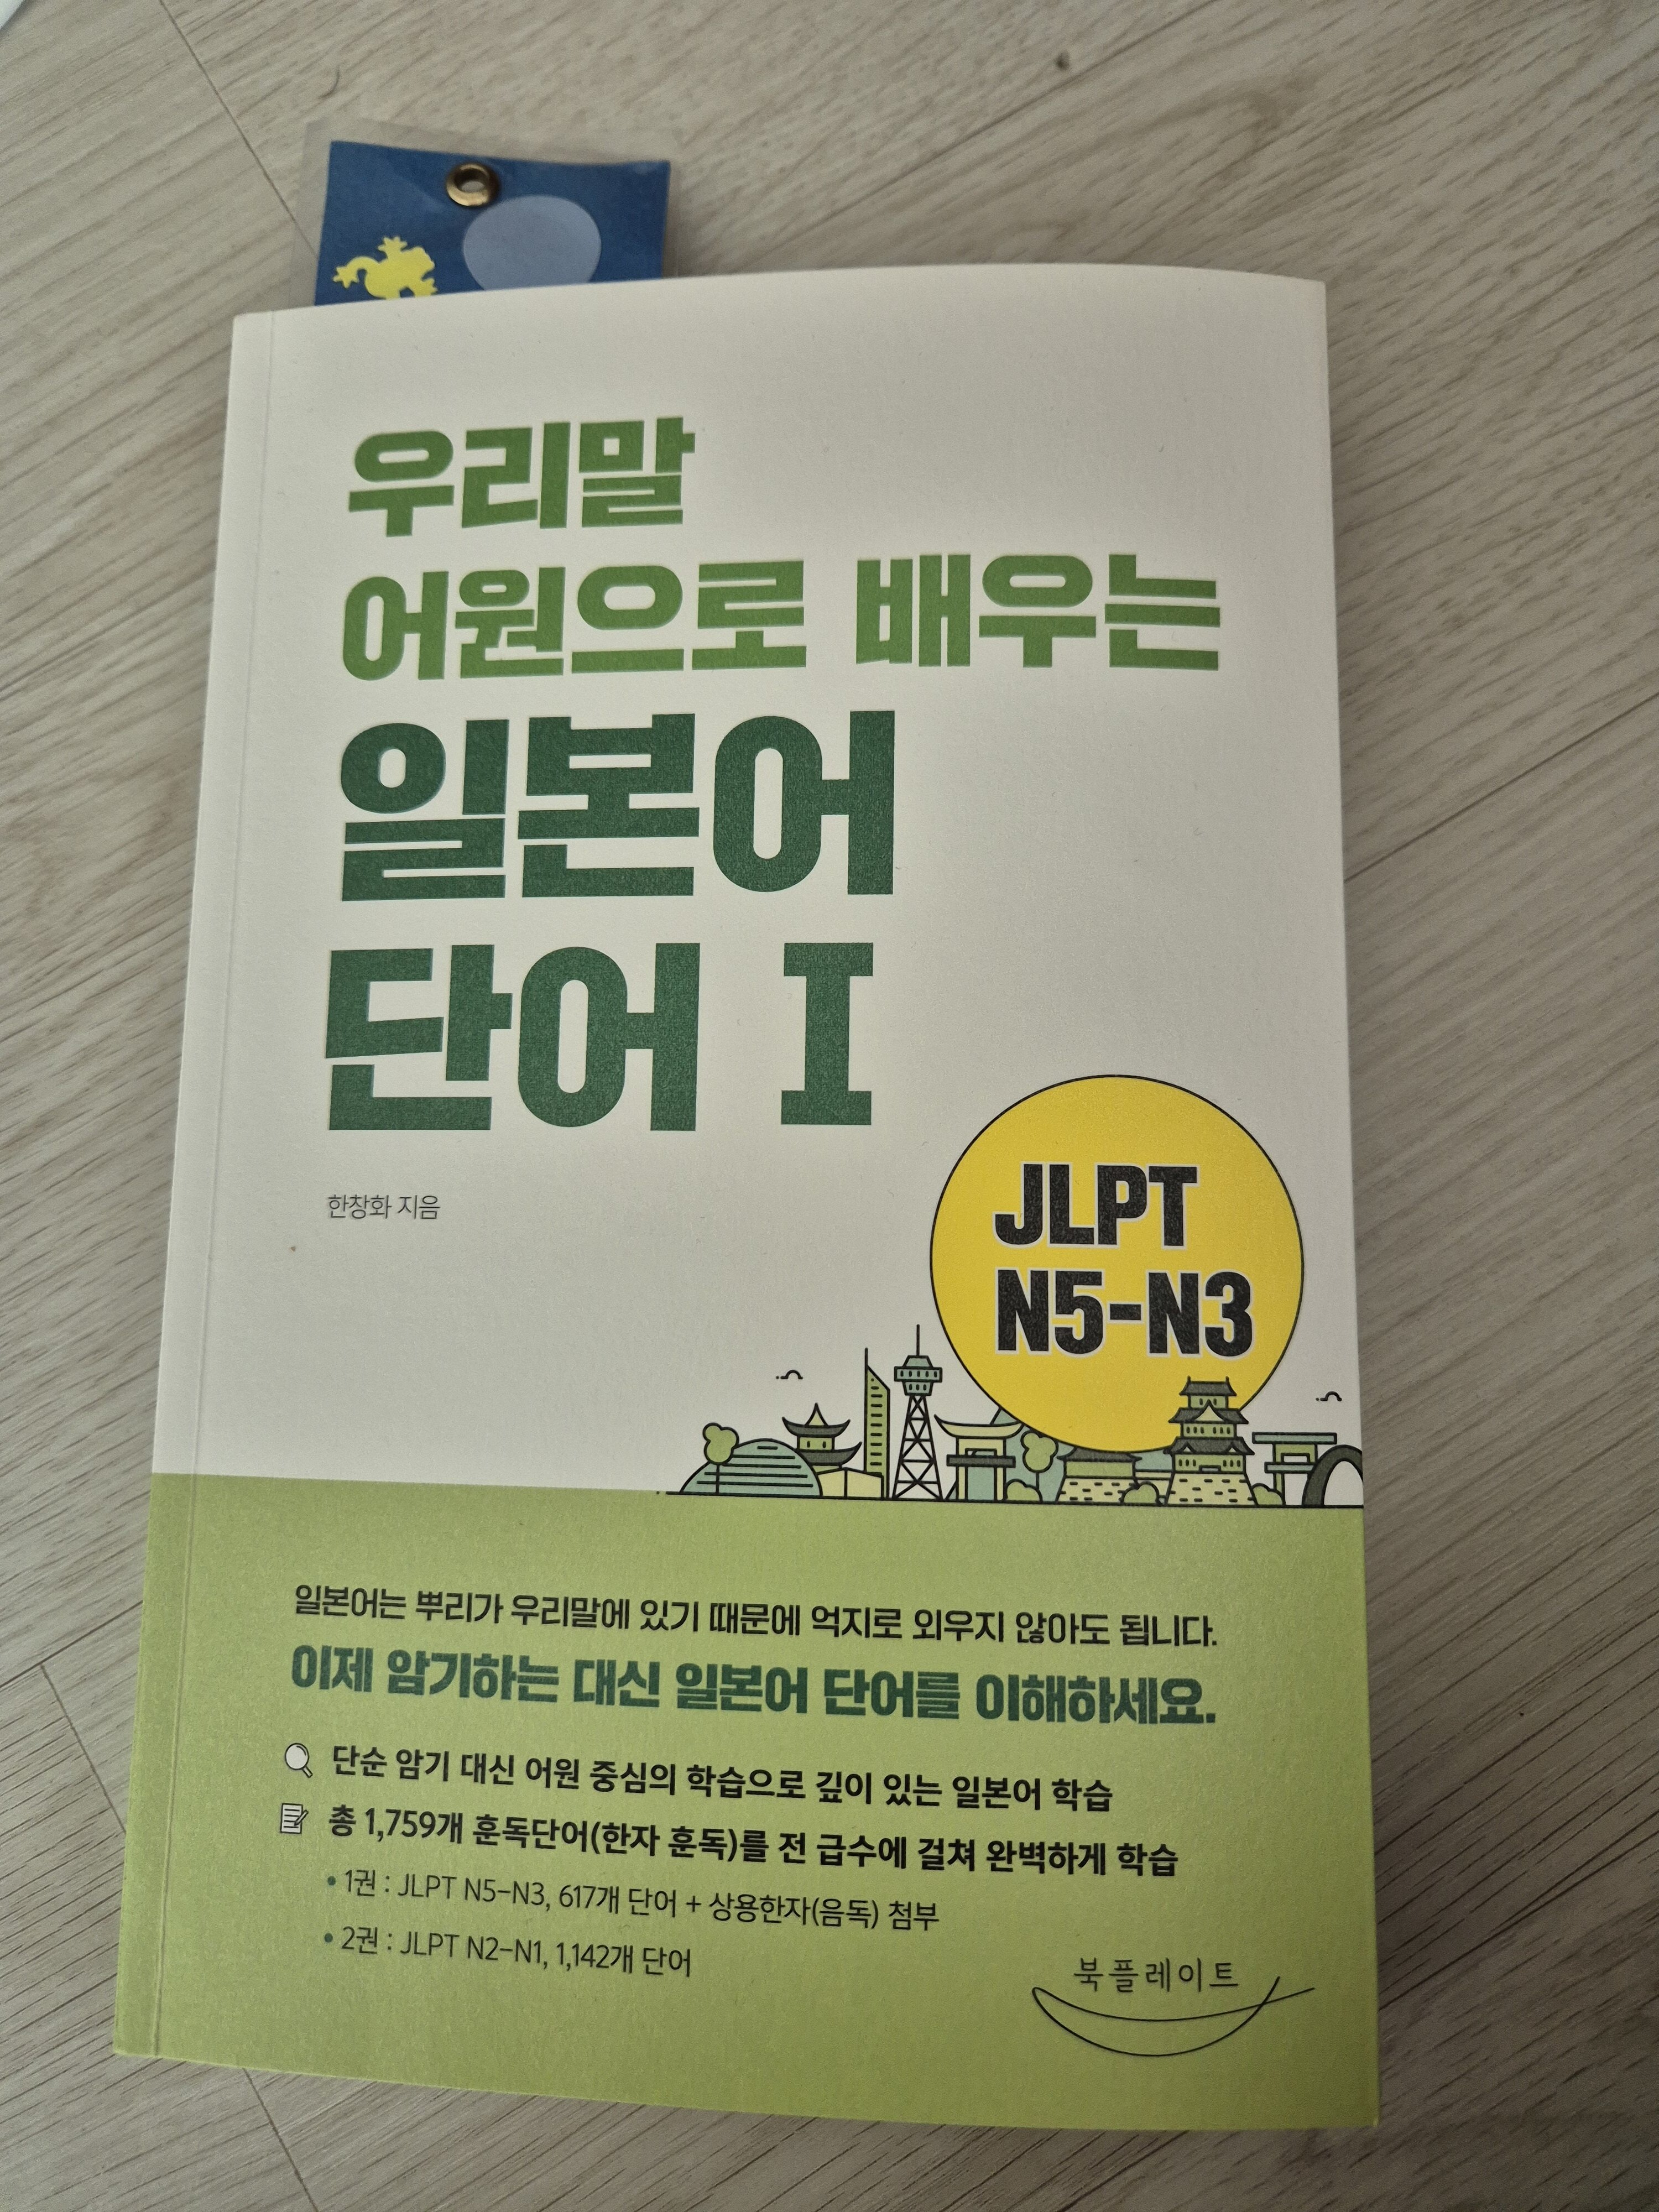 우리말
어원으로 배우는
일본어
단어 I
한창화 지음
JLPT
N5-N3
일본어는 뿌리가 우리말에 있기 때문에 억지로 외우지 않아도 됩니다.
이제 암기하는 대신 일본어 단어를 이해하세요.
단순 암기 대신 어원 중심의 학습으로 깊이 있는 일본어 학습
총 1,759개 훈독단어(한자 훈독)를 전 급수에 걸쳐 완벽하게 학습
• 1권 : JLPT N5-N3, 617개 단어 + 상용한자(음독) 첨부
• 2권 : JLPT N2-N1, 1,142개 단어
북플레이트